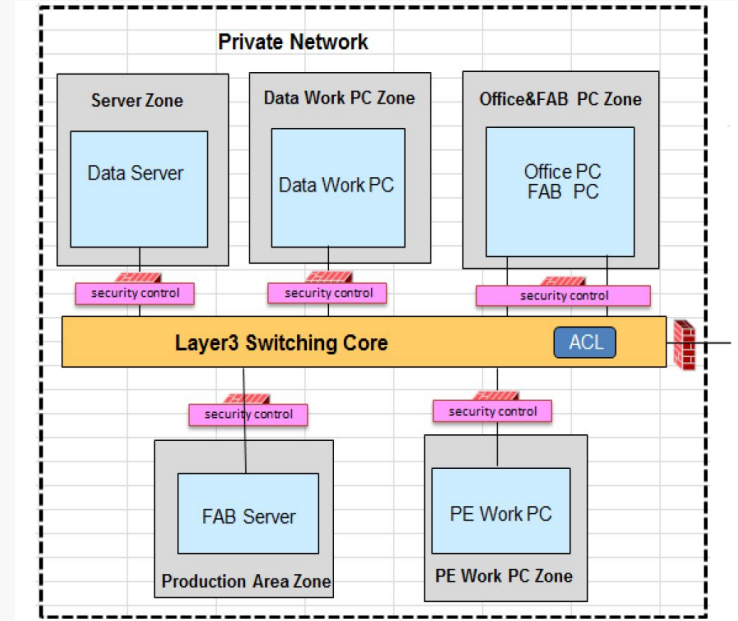 Private Network
Server Zone
Data Server
security control
Data Work PC Zone
Data Work PC
security control
Office&FAB PC Zone
Office PC
FAB PC
security control
Layer3 Switching Core
ACL
security control
FAB Server
Production Area Zone
security control
PE Work PC
PE Work PC Zone